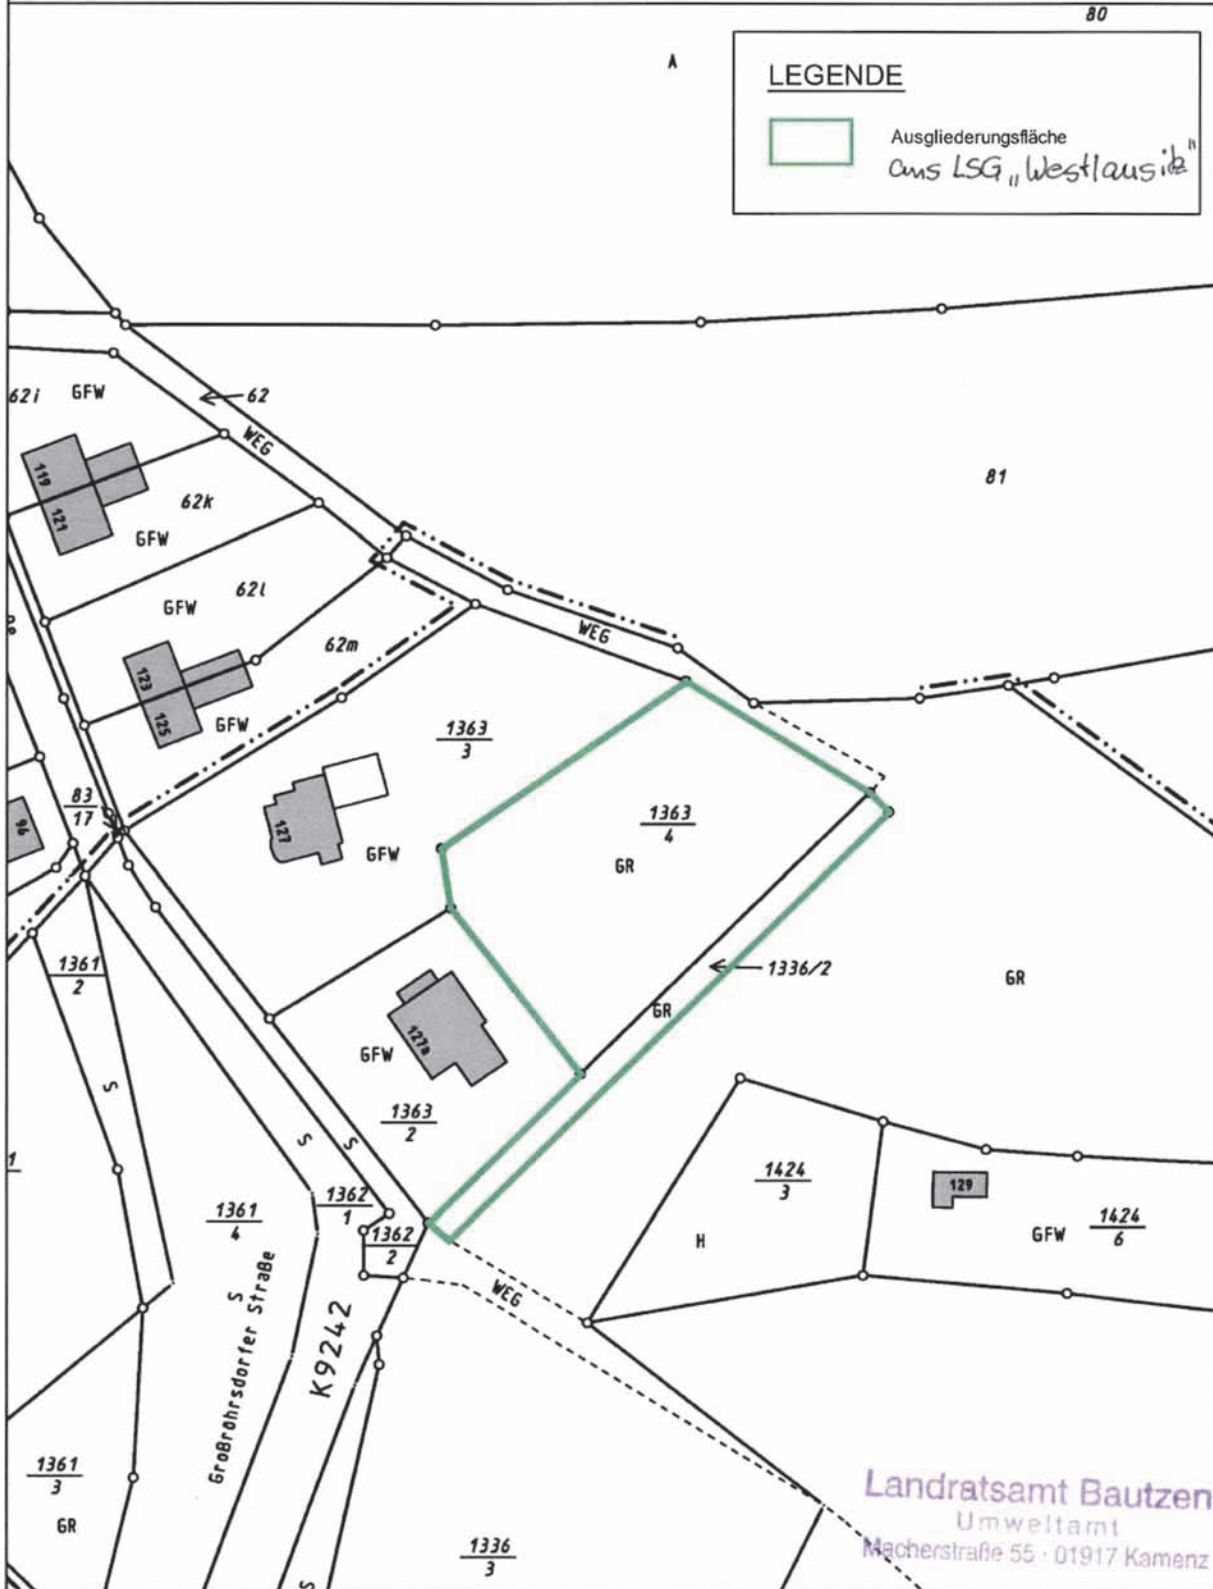 80
A
LEGENDE
Ausgliederungsfläche
aus LSG „Westlausitz"
62i
GFW
62
WEG
119
121
62k
GFW
81
62l
GFW
62m
WEG
123
125
GFW
1363
3
83
17
96
127
GFW
1363
4
GR
1361
2
1336/2
GR
GR
127a
GFW
1363
2
S
S
S
1
1362
1
1361
4
1362
2
1424
3
129
H
GFW
1424
6
WEG
S
Großröhrsdorfer Straße
K9242
1361
3
GR
1336
3
S
Landratsamt Bautzen
Umweltamt
Macherstraße 55 · 01917 Kamenz